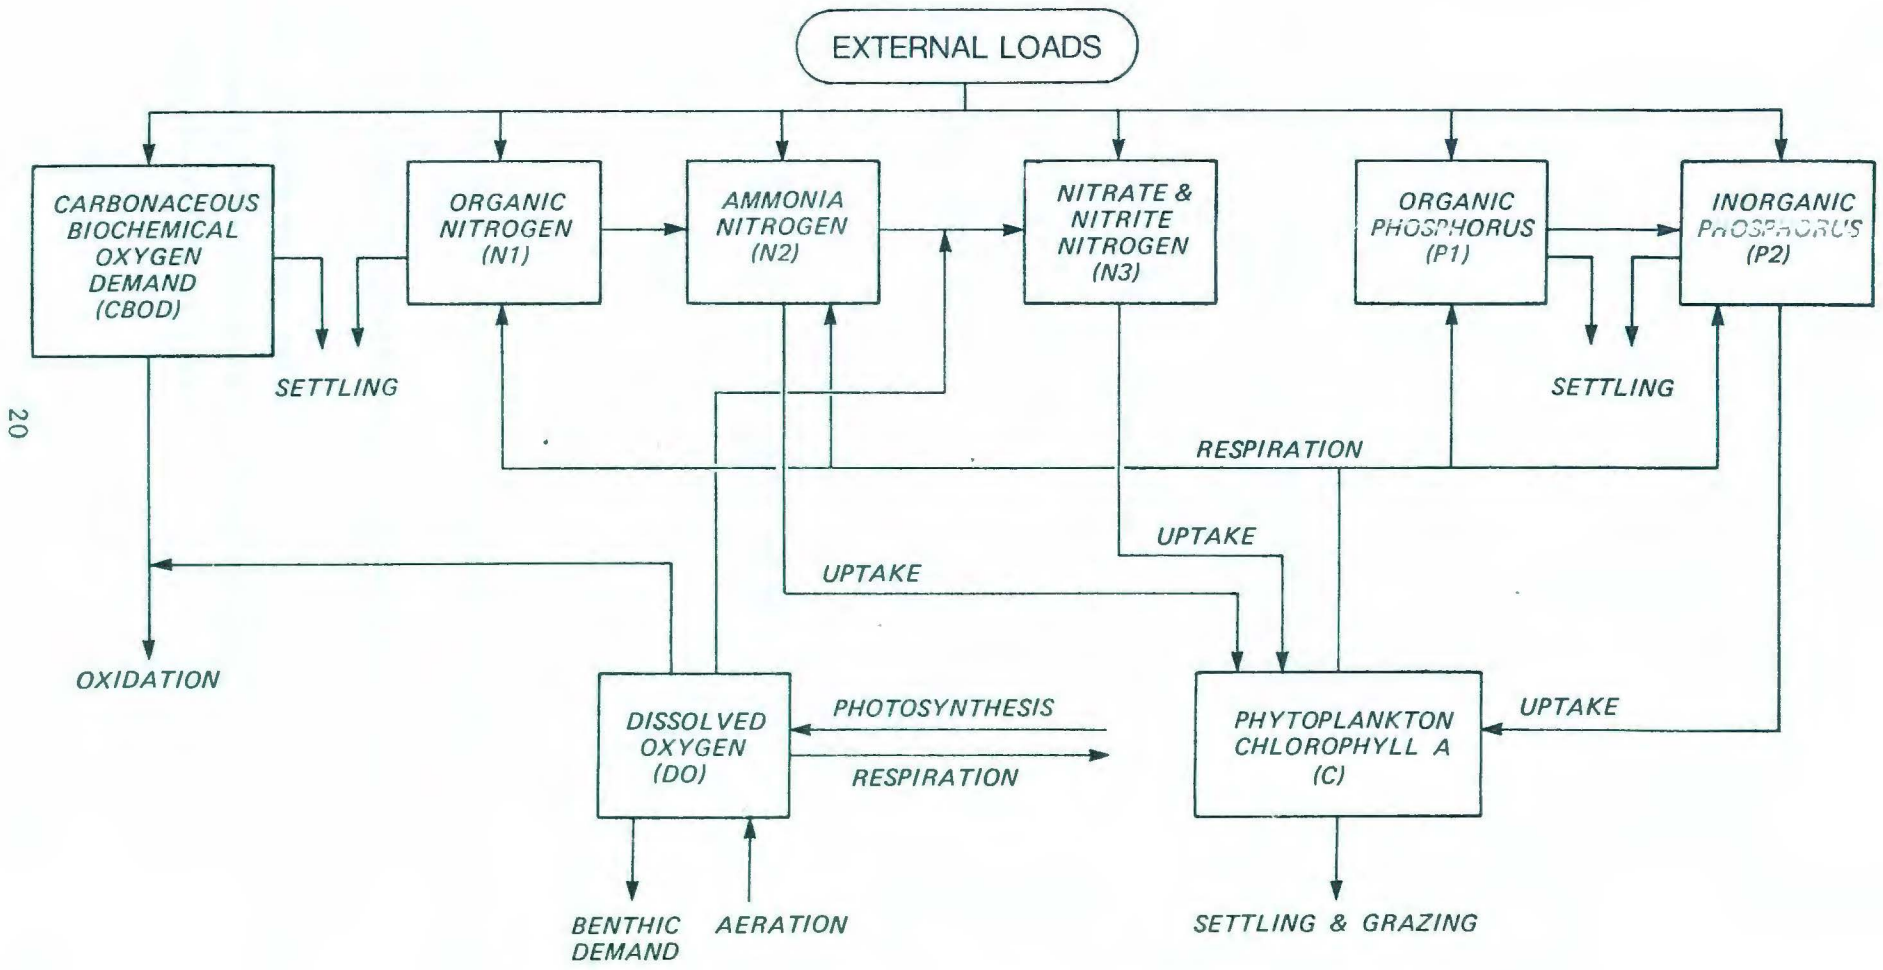 EXTERNAL LOADS
CARBONACEOUS
BIOCHEMICAL
OXYGEN
DEMAND
(CBOD)
ORGANIC
NITROGEN
(N1)
AMMONIA
NITROGEN
(N2)
NITRATE &
NITRITE
NITROGEN
(N3)
ORGANIC
PHOSPHORUS
(P1)
INORGANIC
PHOSPHORUS
(P2)
SETTLING
SETTLING
20
RESPIRATION
UPTAKE
UPTAKE
OXIDATION
DISSOLVED
OXYGEN
(DO)
PHOTOSYNTHESIS
RESPIRATION
PHYTOPLANKTON
CHLOROPHYLL A
(C)
UPTAKE
BENTHIC
DEMAND
AERATION
SETTLING & GRAZING